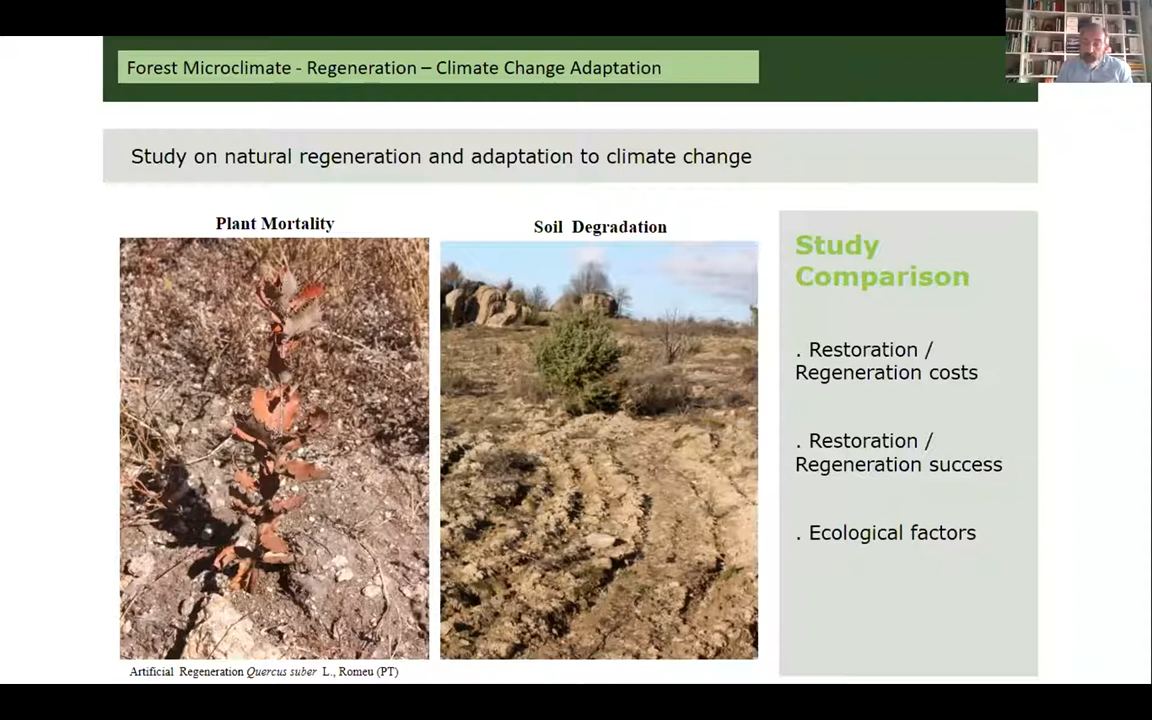 Forest Microclimate - Regeneration – Climate Change Adaptation
Study on natural regeneration and adaptation to climate change
Plant Mortality
Soil Degradation
Artificial Regeneration Quercus suber L., Romeu (PT)
Study
Comparison
. Restoration /
Regeneration costs
. Restoration /
Regeneration success
. Ecological factors